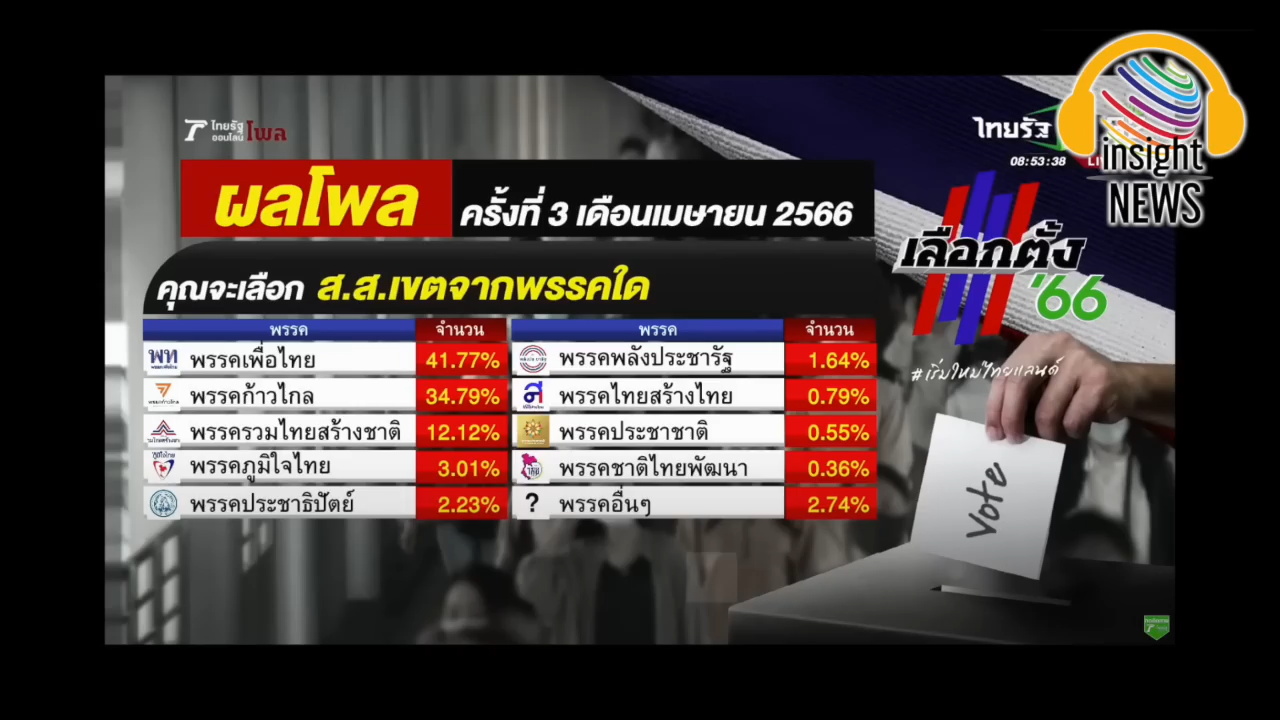 ไทยรัฐ
ออนไลน์ โพล
ไทยรัฐ
08:53:38
insight
NEWS
ผลโพล ครั้งที่ 3 เดือนเมษายน 2566
เลือกตั้ง
'66
#เริ่มใหม่ไทยแลนด์
คุณจะเลือก ส.ส.เขตจากพรรคใด
พรรค จำนวน พรรค จำนวน
พท พรรคเพื่อไทย 41.77% พรรคพลังประชารัฐ 1.64%
พรรคก้าวไกล 34.79% พรรคไทยสร้างไทย 0.79%
พรรครวมไทยสร้างชาติ 12.12% พรรคประชาชาติ 0.55%
พรรคภูมิใจไทย 3.01% พรรคชาติไทยพัฒนา 0.36%
พรรคประชาธิปัตย์ 2.23% ? พรรคอื่นๆ 2.74%
Vote